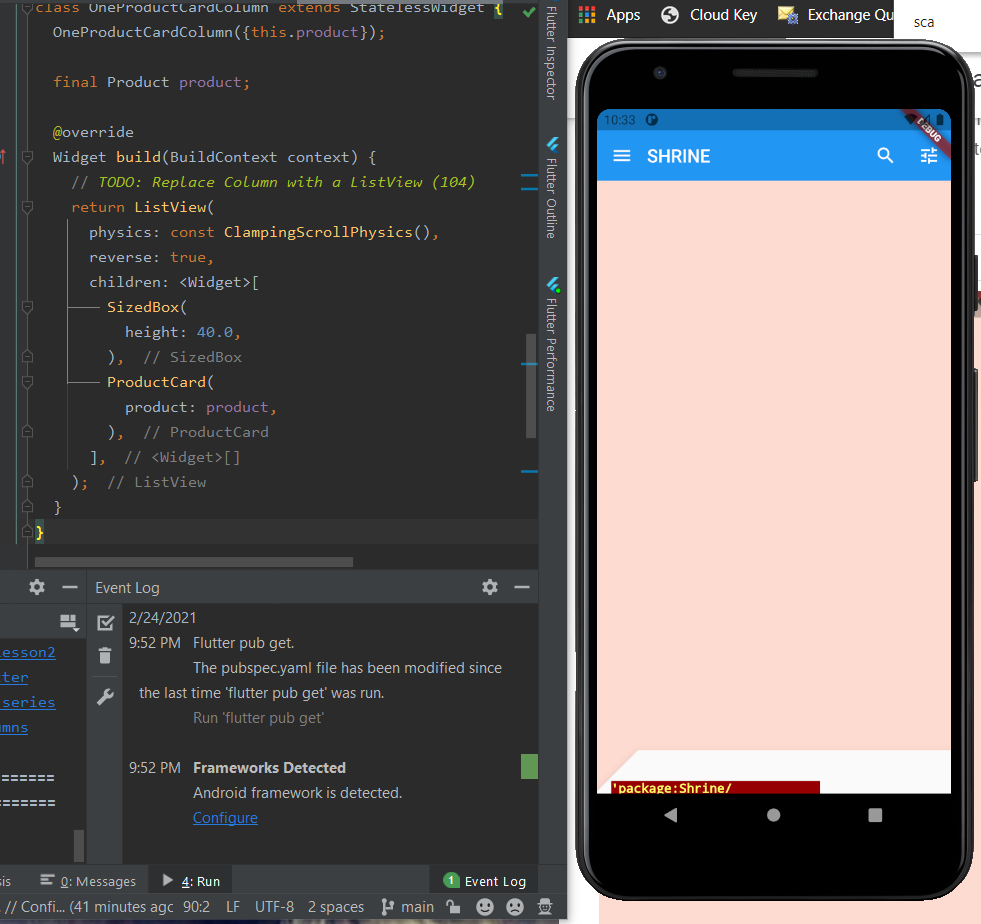 class OneProductCardColumn extends StatelessWidget {
OneProductCardColumn({this.product});
final Product product;
@override
Widget build(BuildContext context) {
// TODO: Replace Column with a ListView (104)
return ListView(
physics: const ClampingScrollPhysics(),
reverse: true,
children: <Widget>[
SizedBox(
height: 40.0,
), // SizedBox
ProductCard(
product: product,
), // ProductCard
], // <Widget>[]
); // ListView
}
}
Flutter Inspector
Flutter Outline
Flutter Performance
Event Log
2/24/2021
9:52 PM Flutter pub get.
The pubspec.yaml file has been modified since
the last time 'flutter pub get' was run.
Run 'flutter pub get'
9:52 PM Frameworks Detected
Android framework is detected.
Configure
esson2
tter
series
umns
======
======
sis
0: Messages
4: Run
1 Event Log
. // Confi... (41 minutes agc 90:2 LF UTF-8 2 spaces main
Apps
Cloud Key
Exchange Qu
sca
10:33
DEBUG
SHRINE
'package:Shrine/